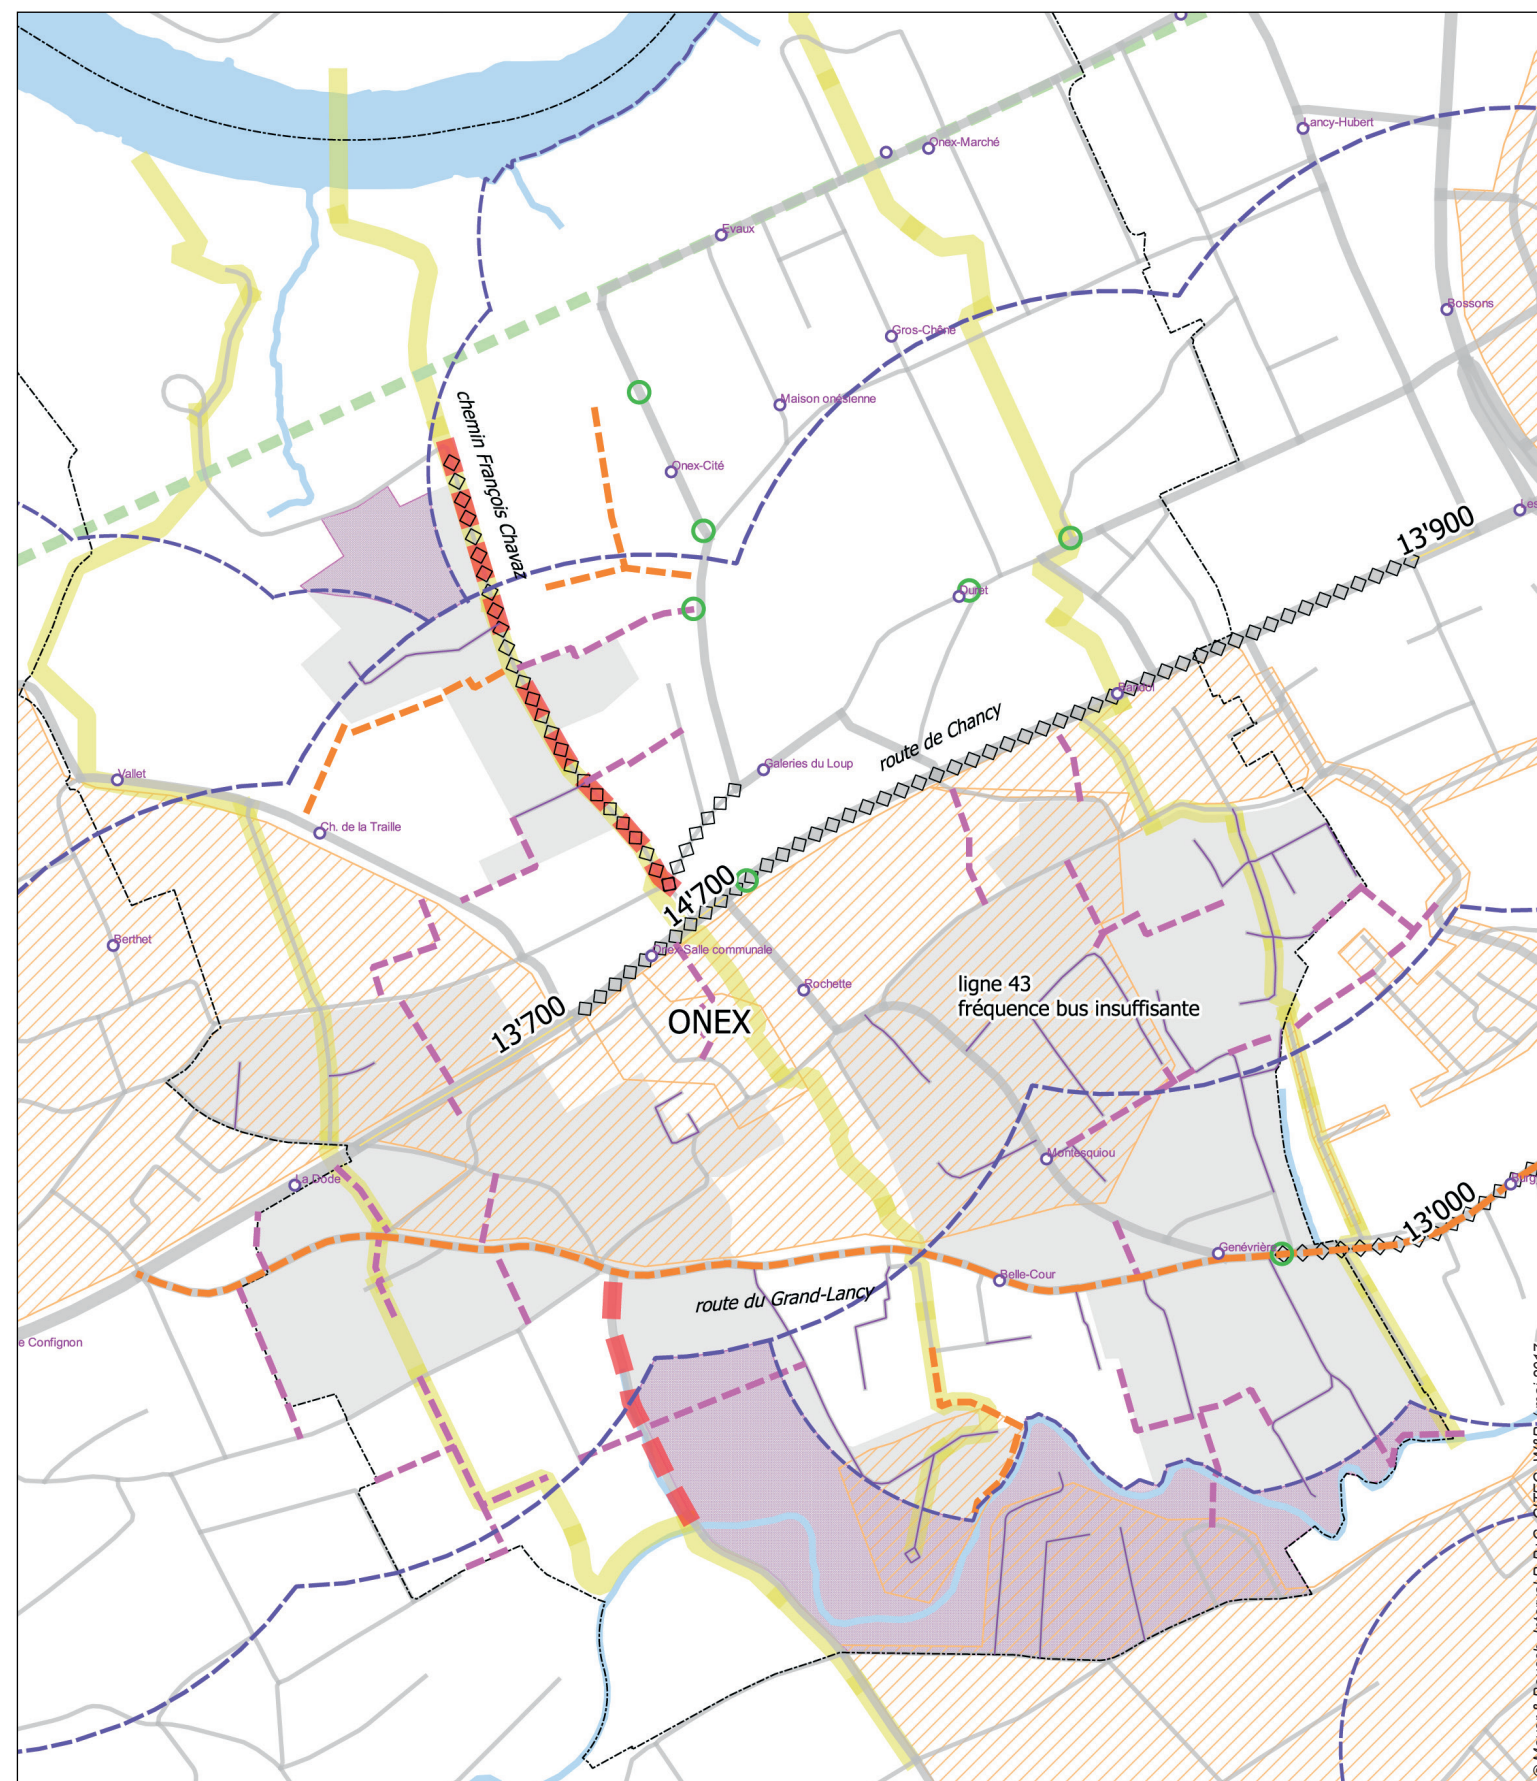 Onex-Marché
Lancy-Hubert
Evaux
Bossons
Gros-Chêne
Maison onésienne
chemin François Chavaz
Onex-Cité
Les
13'900
Duret
Bandol
route de Chancy
Galeries du Loup
Vallet
Ch. de la Traille
14'700
Berthet
Onex-Salle communale
Rochette
ligne 43
fréquence bus insuffisante
13'700
ONEX
Montesquiou
La Dode
13'000
Genévrière
Belle-Cour
route du Grand-Lancy
e Confignon